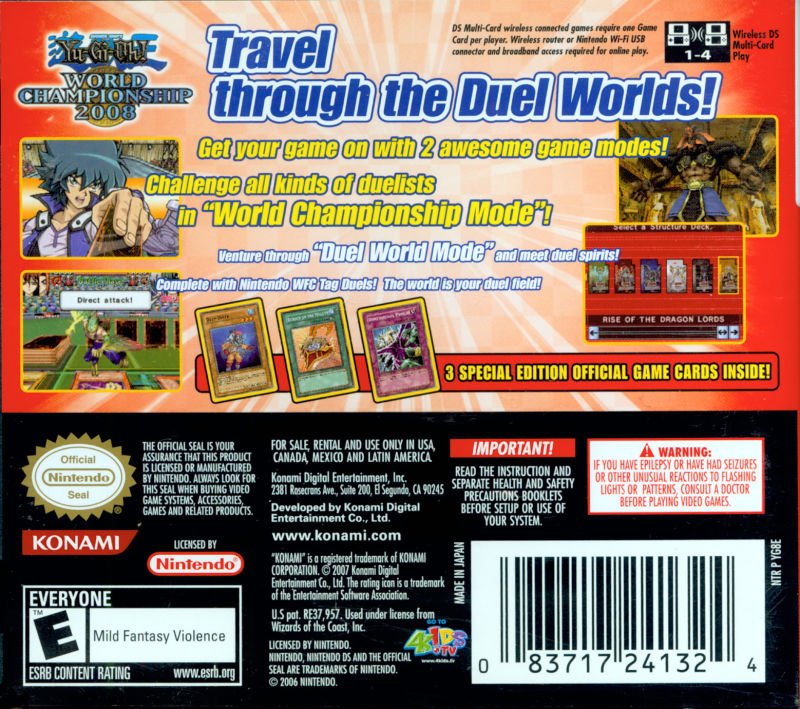 Yu-Gi-Oh!
WORLD
CHAMPIONSHIP
2008
Travel
through the Duel Worlds!
DS Multi-Card wireless connected games require one Game
Card per player. Wireless router or Nintendo Wi-Fi USB
connector and broadband access required for online play.
1-4
Wireless DS
Multi-Card
Play
Get your game on with 2 awesome game modes!
Challenge all kinds of duelists
in "World Championship Mode"!
Venture through "Duel World Mode" and meet duel spirits!
Complete with Nintendo WFC Tag Duels! The world is your duel field!
Direct attack!
Select a Structure Deck.
RISE OF THE DRAGON LORDS
3 SPECIAL EDITION OFFICIAL GAME CARDS INSIDE!
Official
Nintendo
Seal
THE OFFICIAL SEAL IS YOUR
ASSURANCE THAT THIS PRODUCT
IS LICENSED OR MANUFACTURED
BY NINTENDO. ALWAYS LOOK FOR
THIS SEAL WHEN BUYING VIDEO
GAME SYSTEMS, ACCESSORIES,
GAMES AND RELATED PRODUCTS.
KONAMI
LICENSED BY
Nintendo
EVERYONE
E
TM
Mild Fantasy Violence
ESRB CONTENT RATING www.esrb.org
FOR SALE, RENTAL AND USE ONLY IN USA,
CANADA, MEXICO AND LATIN AMERICA.
Konami Digital Entertainment, Inc.
2381 Rosecrans Ave., Suite 200, El Segundo, CA 90245
Developed by Konami Digital
Entertainment Co., Ltd.
www.konami.com
"KONAMI" is a registered trademark of KONAMI
CORPORATION. © 2007 Konami Digital
Entertainment Co., Ltd. The rating icon is a trademark
of the Entertainment Software Association.
U.S pat. RE37,957. Used under license from
Wizards of the Coast, Inc.
LICENSED BY NINTENDO.
NINTENDO, NINTENDO DS AND THE OFFICIAL
SEAL ARE TRADEMARKS OF NINTENDO.
© 2006 NINTENDO.
GO TO
4KIDS
.TV
www.4kids.tv
IMPORTANT!
READ THE INSTRUCTION AND
SEPARATE HEALTH AND SAFETY
PRECAUTIONS BOOKLETS
BEFORE SETUP OR USE OF
YOUR SYSTEM.
WARNING:
IF YOU HAVE EPILEPSY OR HAVE HAD SEIZURES
OR OTHER UNUSUAL REACTIONS TO FLASHING
LIGHTS OR PATTERNS, CONSULT A DOCTOR
BEFORE PLAYING VIDEO GAMES.
MADE IN JAPAN
NTR P YG8E
0 83717 24132 4